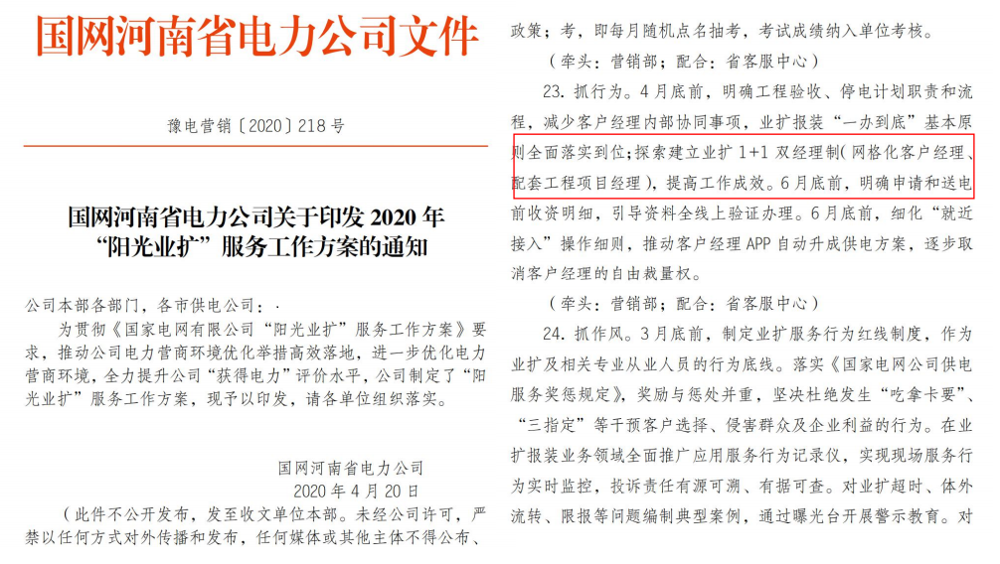 国网河南省电力公司文件
豫电营销〔2020〕218 号
国网河南省电力公司关于印发 2020 年
“阳光业扩”服务工作方案的通知
公司本部各部门，各市供电公司：
为贯彻《国家电网有限公司“阳光业扩”服务工作方案》要
求，推动公司电力营商环境优化举措高效落地，进一步优化电力
营商环境，全力提升公司“获得电力”评价水平，公司制定了“阳
光业扩”服务工作方案，现予以印发，请各单位组织落实。
国网河南省电力公司
2020 年 4 月 20 日
（此件不公开发布，发至收文单位本部。未经公司许可，严
禁以任何方式对外传播和发布，任何媒体或其他主体不得公布、
政策；考，即每月随机点名抽考，考试成绩纳入单位考核。
（牵头：营销部；配合：省客服中心）
23. 抓行为。4 月底前，明确工程验收、停电计划职责和流
程，减少客户经理内部协同事项，业扩报装“一办到底”基本原
则全面落实到位；探索建立业扩 1+1 双经理制（网格化客户经理、
配套工程项目经理），提高工作成效。6 月底前，明确申请和送电
前收资明细，引导资料全线上验证办理。6 月底前，细化“就近
接入”操作细则，推动客户经理 APP 自动升成供电方案，逐步取
消客户经理的自由裁量权。
（牵头：营销部；配合：省客服中心）
24. 抓作风。3 月底前，制定业扩服务行为红线制度，作为
业扩及相关专业从业人员的行为底线。落实《国家电网公司供电
服务奖惩规定》，奖励与惩处并重，坚决杜绝发生“吃拿卡要”、
“三指定”等干预客户选择、侵害群众及企业利益的行为。在业
扩报装业务领域全面推广应用服务行为记录仪，实现现场服务行
为实时监控，投诉责任有源可溯、有据可查。对业扩超时、体外
流转、限报等问题编制典型案例，通过曝光台开展警示教育。对